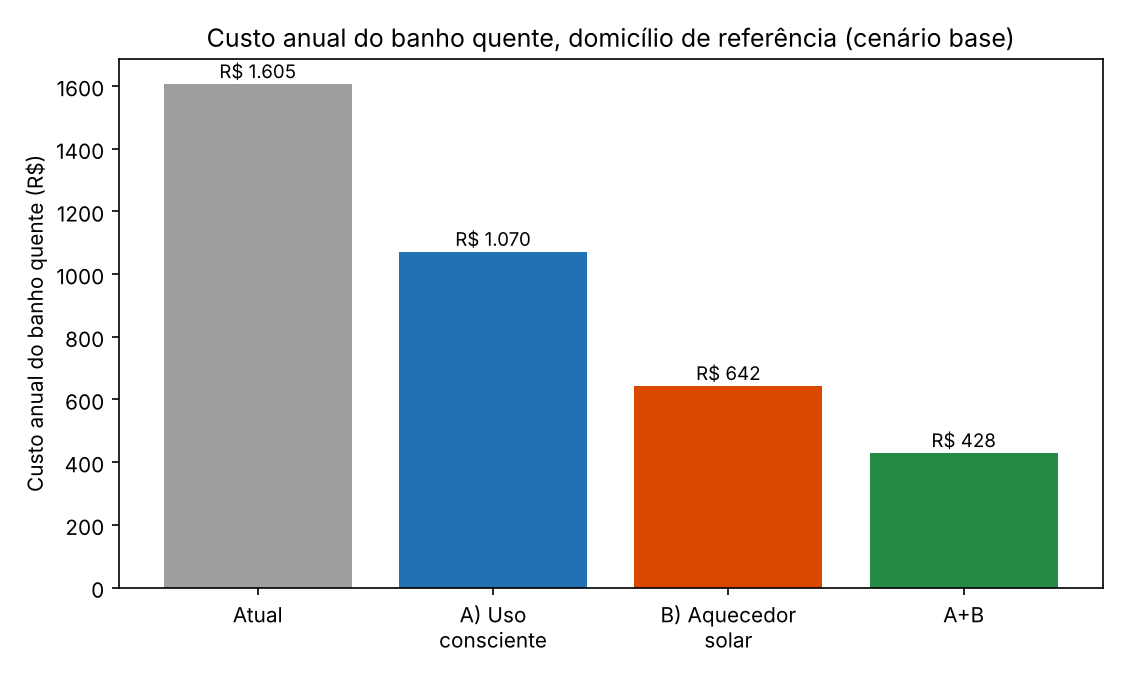 Custo anual do banho quente, domicílio de referência (cenário base)
Custo anual do banho quente (R$)
1600
1400
1200
1000
800
600
400
200
0
R$ 1.605
R$ 1.070
R$ 642
R$ 428
Atual
A) Uso
consciente
B) Aquecedor
solar
A+B